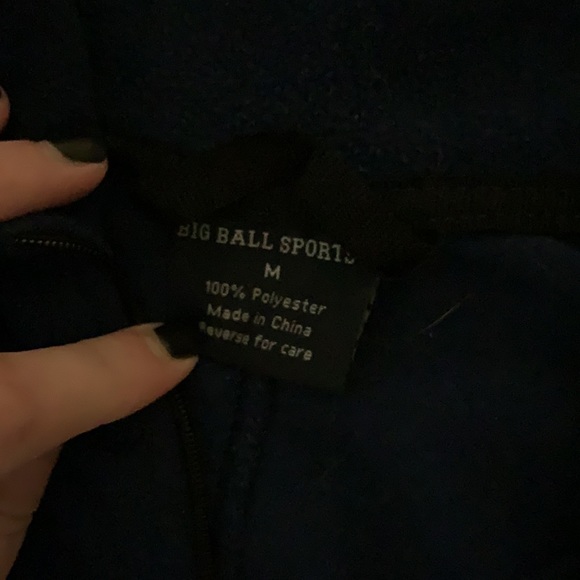 BIG BALL SPORTS
M
100% Polyester
Made in China
Reverse for care